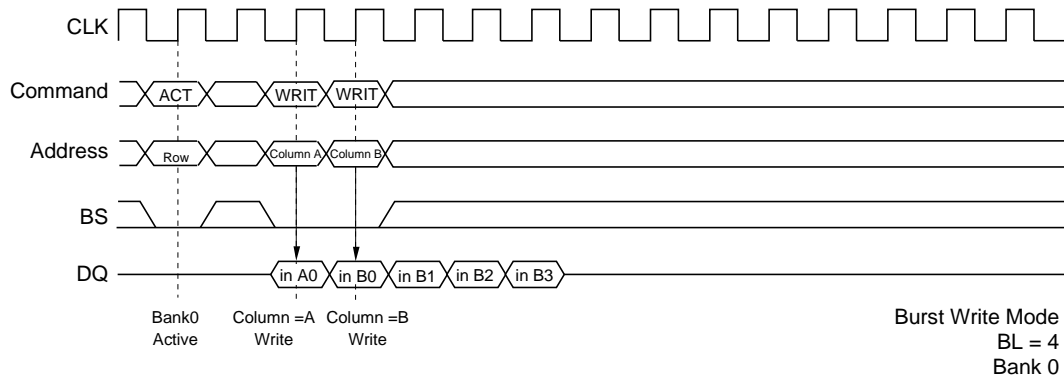 CLK
Command ACT WRIT WRIT
Address Row Column A Column B
BS
DQ in A0 in B0 in B1 in B2 in B3
Bank0 Column =A Column =B
Active Write Write
Burst Write Mode
BL = 4
Bank 0